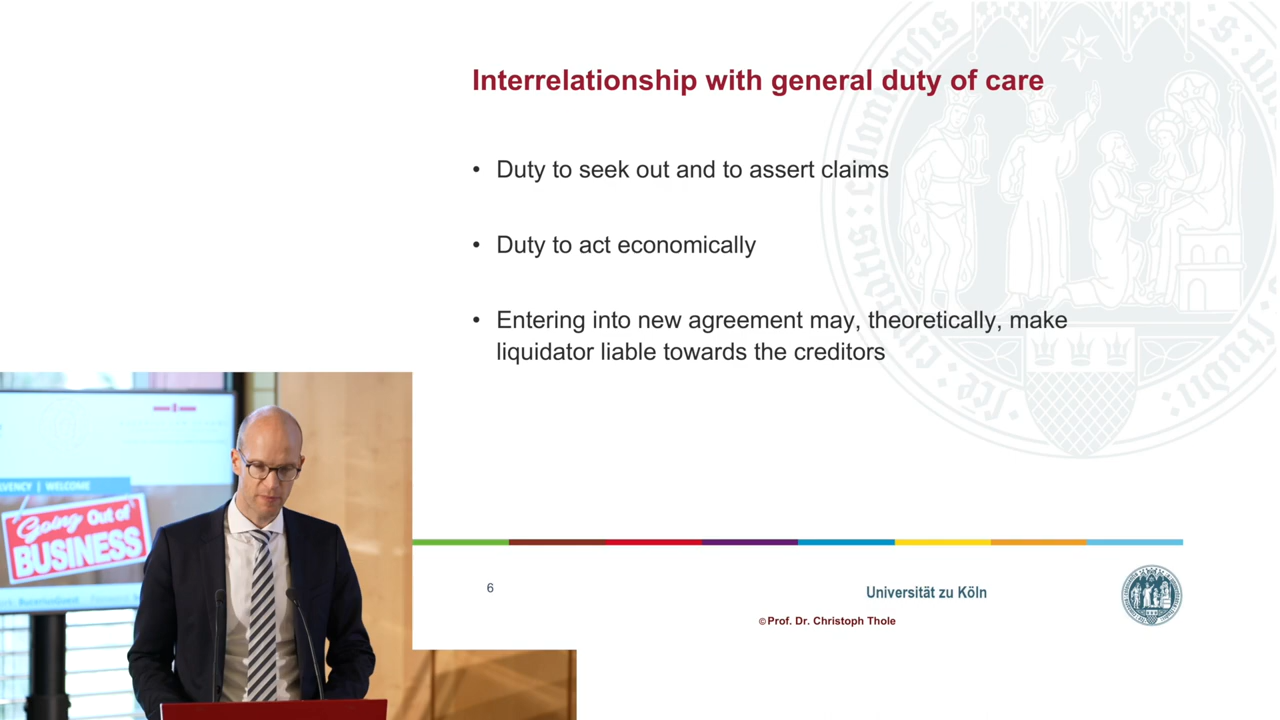 Interrelationship with general duty of care
• Duty to seek out and to assert claims
• Duty to act economically
• Entering into new agreement may, theoretically, make
liquidator liable towards the creditors
LVENCY | WELCOME
Going Out of
BUSINESS
6
Universität zu Köln
© Prof. Dr. Christoph Thole